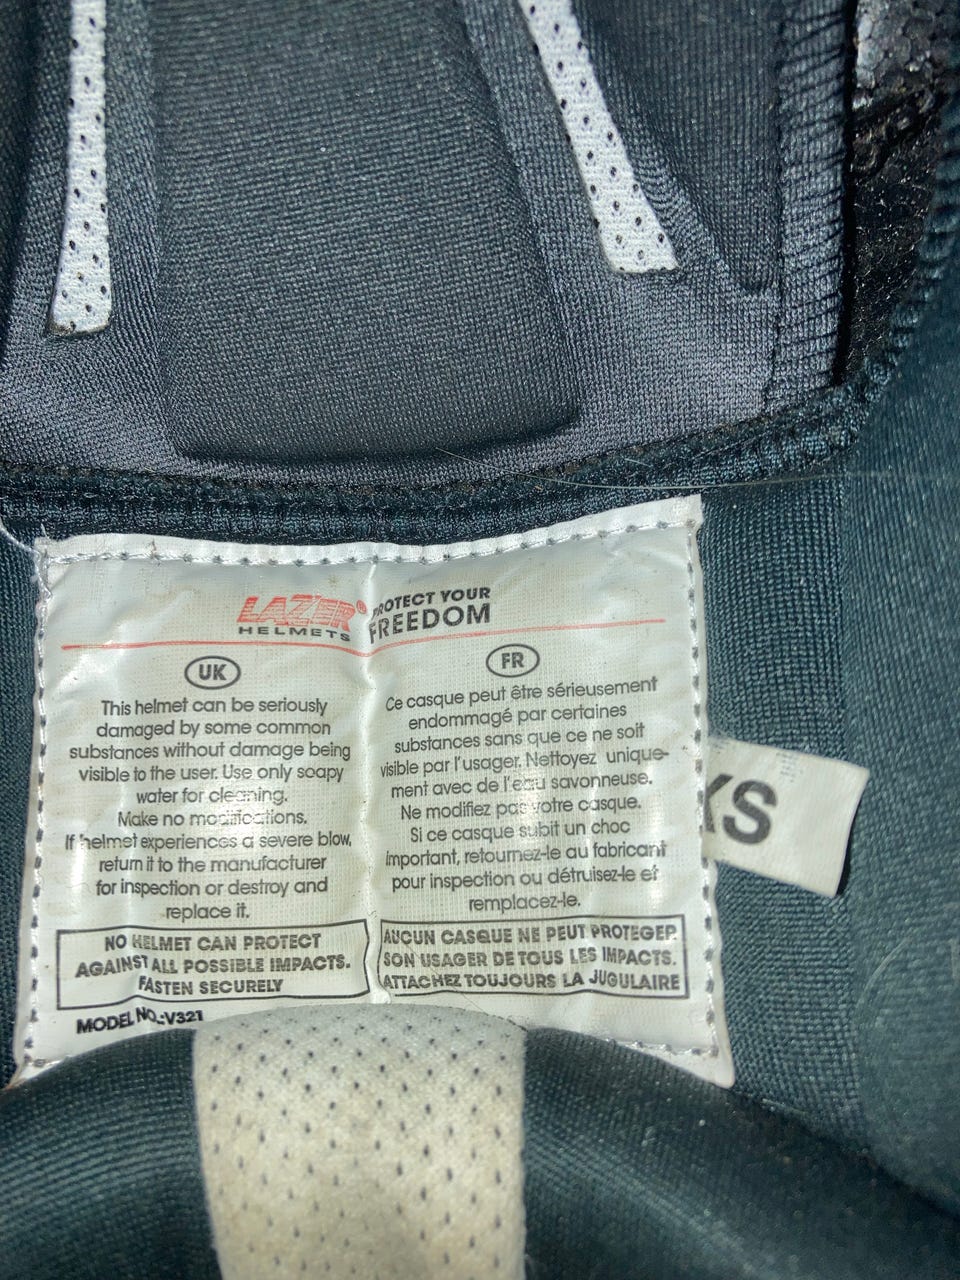 LAZER® HELMETS PROTECT YOUR FREEDOM
UK
This helmet can be seriously
damaged by some common
substances without damage being
visible to the user. Use only soapy
water for cleaning.
Make no modifications.
If helmet experiences a severe blow,
return it to the manufacturer
for inspection or destroy and
replace it.
NO HELMET CAN PROTECT
AGAINST ALL POSSIBLE IMPACTS.
FASTEN SECURELY
MODEL NO.:V321
FR
Ce casque peut être sérieusement
endommagé par certaines
substances sans que ce ne soit
visible par l'usager. Nettoyez unique-
ment avec de l'eau savonneuse.
Ne modifiez pas votre casque.
Si ce casque subit un choc
important, retournez-le au fabricant
pour inspection ou détruisez-le et
remplacez-le.
AUCUN CASQUE NE PEUT PROTEGER
SON USAGER DE TOUS LES IMPACTS.
ATTACHEZ TOUJOURS LA JUGULAIRE
XS